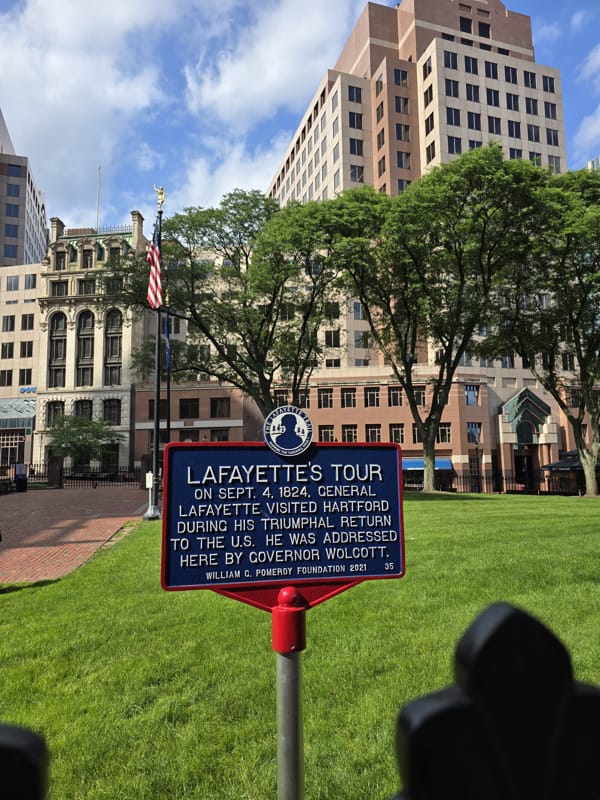 LAFAYETTE'S TOUR
ON SEPT. 4, 1824, GENERAL
LAFAYETTE VISITED HARTFORD
DURING HIS TRIUMPHAL RETURN
TO THE U.S. HE WAS ADDRESSED
HERE BY GOVERNOR WOLCOTT.
WILLIAM G. POMEROY FOUNDATION 2021 35